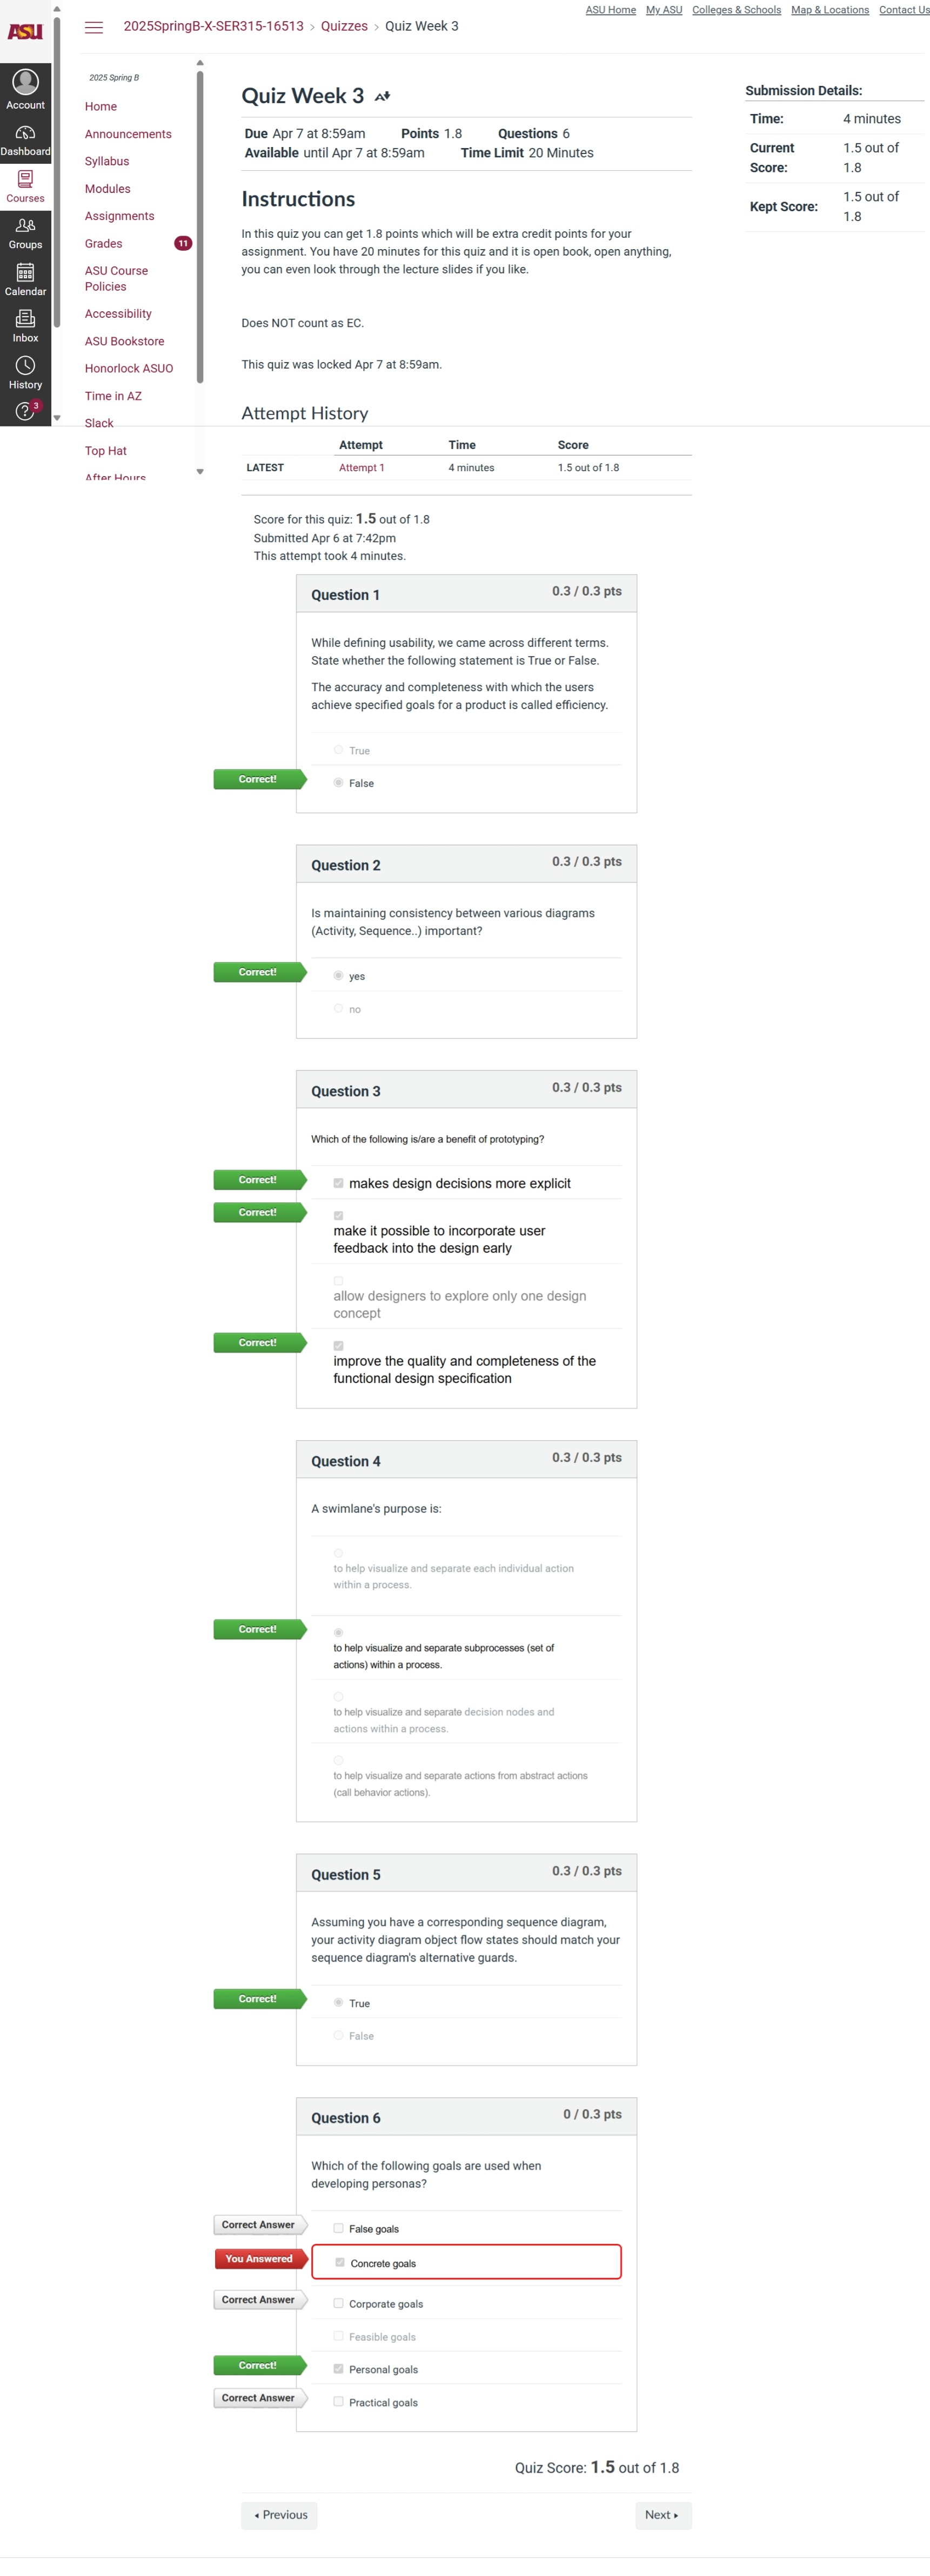 ASU Home My ASU Colleges & Schools Map & Locations Contact Us
ASU
2025SpringB-X-SER315-16513 > Quizzes > Quiz Week 3
Account
Dashboard
Courses
Groups
Calendar
Inbox
History
3
2025 Spring B
Home
Announcements
Syllabus
Modules
Assignments
Grades 11
ASU Course
Policies
Accessibility
ASU Bookstore
Honorlock ASUO
Time in AZ
Slack
Top Hat
After Hours
Quiz Week 3
Due Apr 7 at 8:59am Points 1.8 Questions 6
Available until Apr 7 at 8:59am Time Limit 20 Minutes
Instructions
In this quiz you can get 1.8 points which will be extra credit points for your
assignment. You have 20 minutes for this quiz and it is open book, open anything,
you can even look through the lecture slides if you like.
Does NOT count as EC.
This quiz was locked Apr 7 at 8:59am.
Submission Details:
Time: 4 minutes
Current 1.5 out of
Score: 1.8
Kept Score: 1.5 out of
1.8
Attempt History
Attempt Time Score
LATEST Attempt 1 4 minutes 1.5 out of 1.8
Score for this quiz: 1.5 out of 1.8
Submitted Apr 6 at 7:42pm
This attempt took 4 minutes.
Question 1 0.3 / 0.3 pts
While defining usability, we came across different terms.
State whether the following statement is True or False.
The accuracy and completeness with which the users
achieve specified goals for a product is called efficiency.
True
Correct! False
Question 2 0.3 / 0.3 pts
Is maintaining consistency between various diagrams
(Activity, Sequence..) important?
Correct! yes
no
Question 3 0.3 / 0.3 pts
Which of the following is/are a benefit of prototyping?
Correct! makes design decisions more explicit
Correct!
make it possible to incorporate user
feedback into the design early
allow designers to explore only one design
concept
Correct!
improve the quality and completeness of the
functional design specification
Question 4 0.3 / 0.3 pts
A swimlane's purpose is:
to help visualize and separate each individual action
within a process.
Correct!
to help visualize and separate subprocesses (set of
actions) within a process.
to help visualize and separate decision nodes and
actions within a process.
to help visualize and separate actions from abstract actions
(call behavior actions).
Question 5 0.3 / 0.3 pts
Assuming you have a corresponding sequence diagram,
your activity diagram object flow states should match your
sequence diagram's alternative guards.
Correct! True
False
Question 6 0 / 0.3 pts
Which of the following goals are used when
developing personas?
Correct Answer False goals
You Answered Concrete goals
Correct Answer Corporate goals
Feasible goals
Correct! Personal goals
Correct Answer Practical goals
Quiz Score: 1.5 out of 1.8
Previous Next